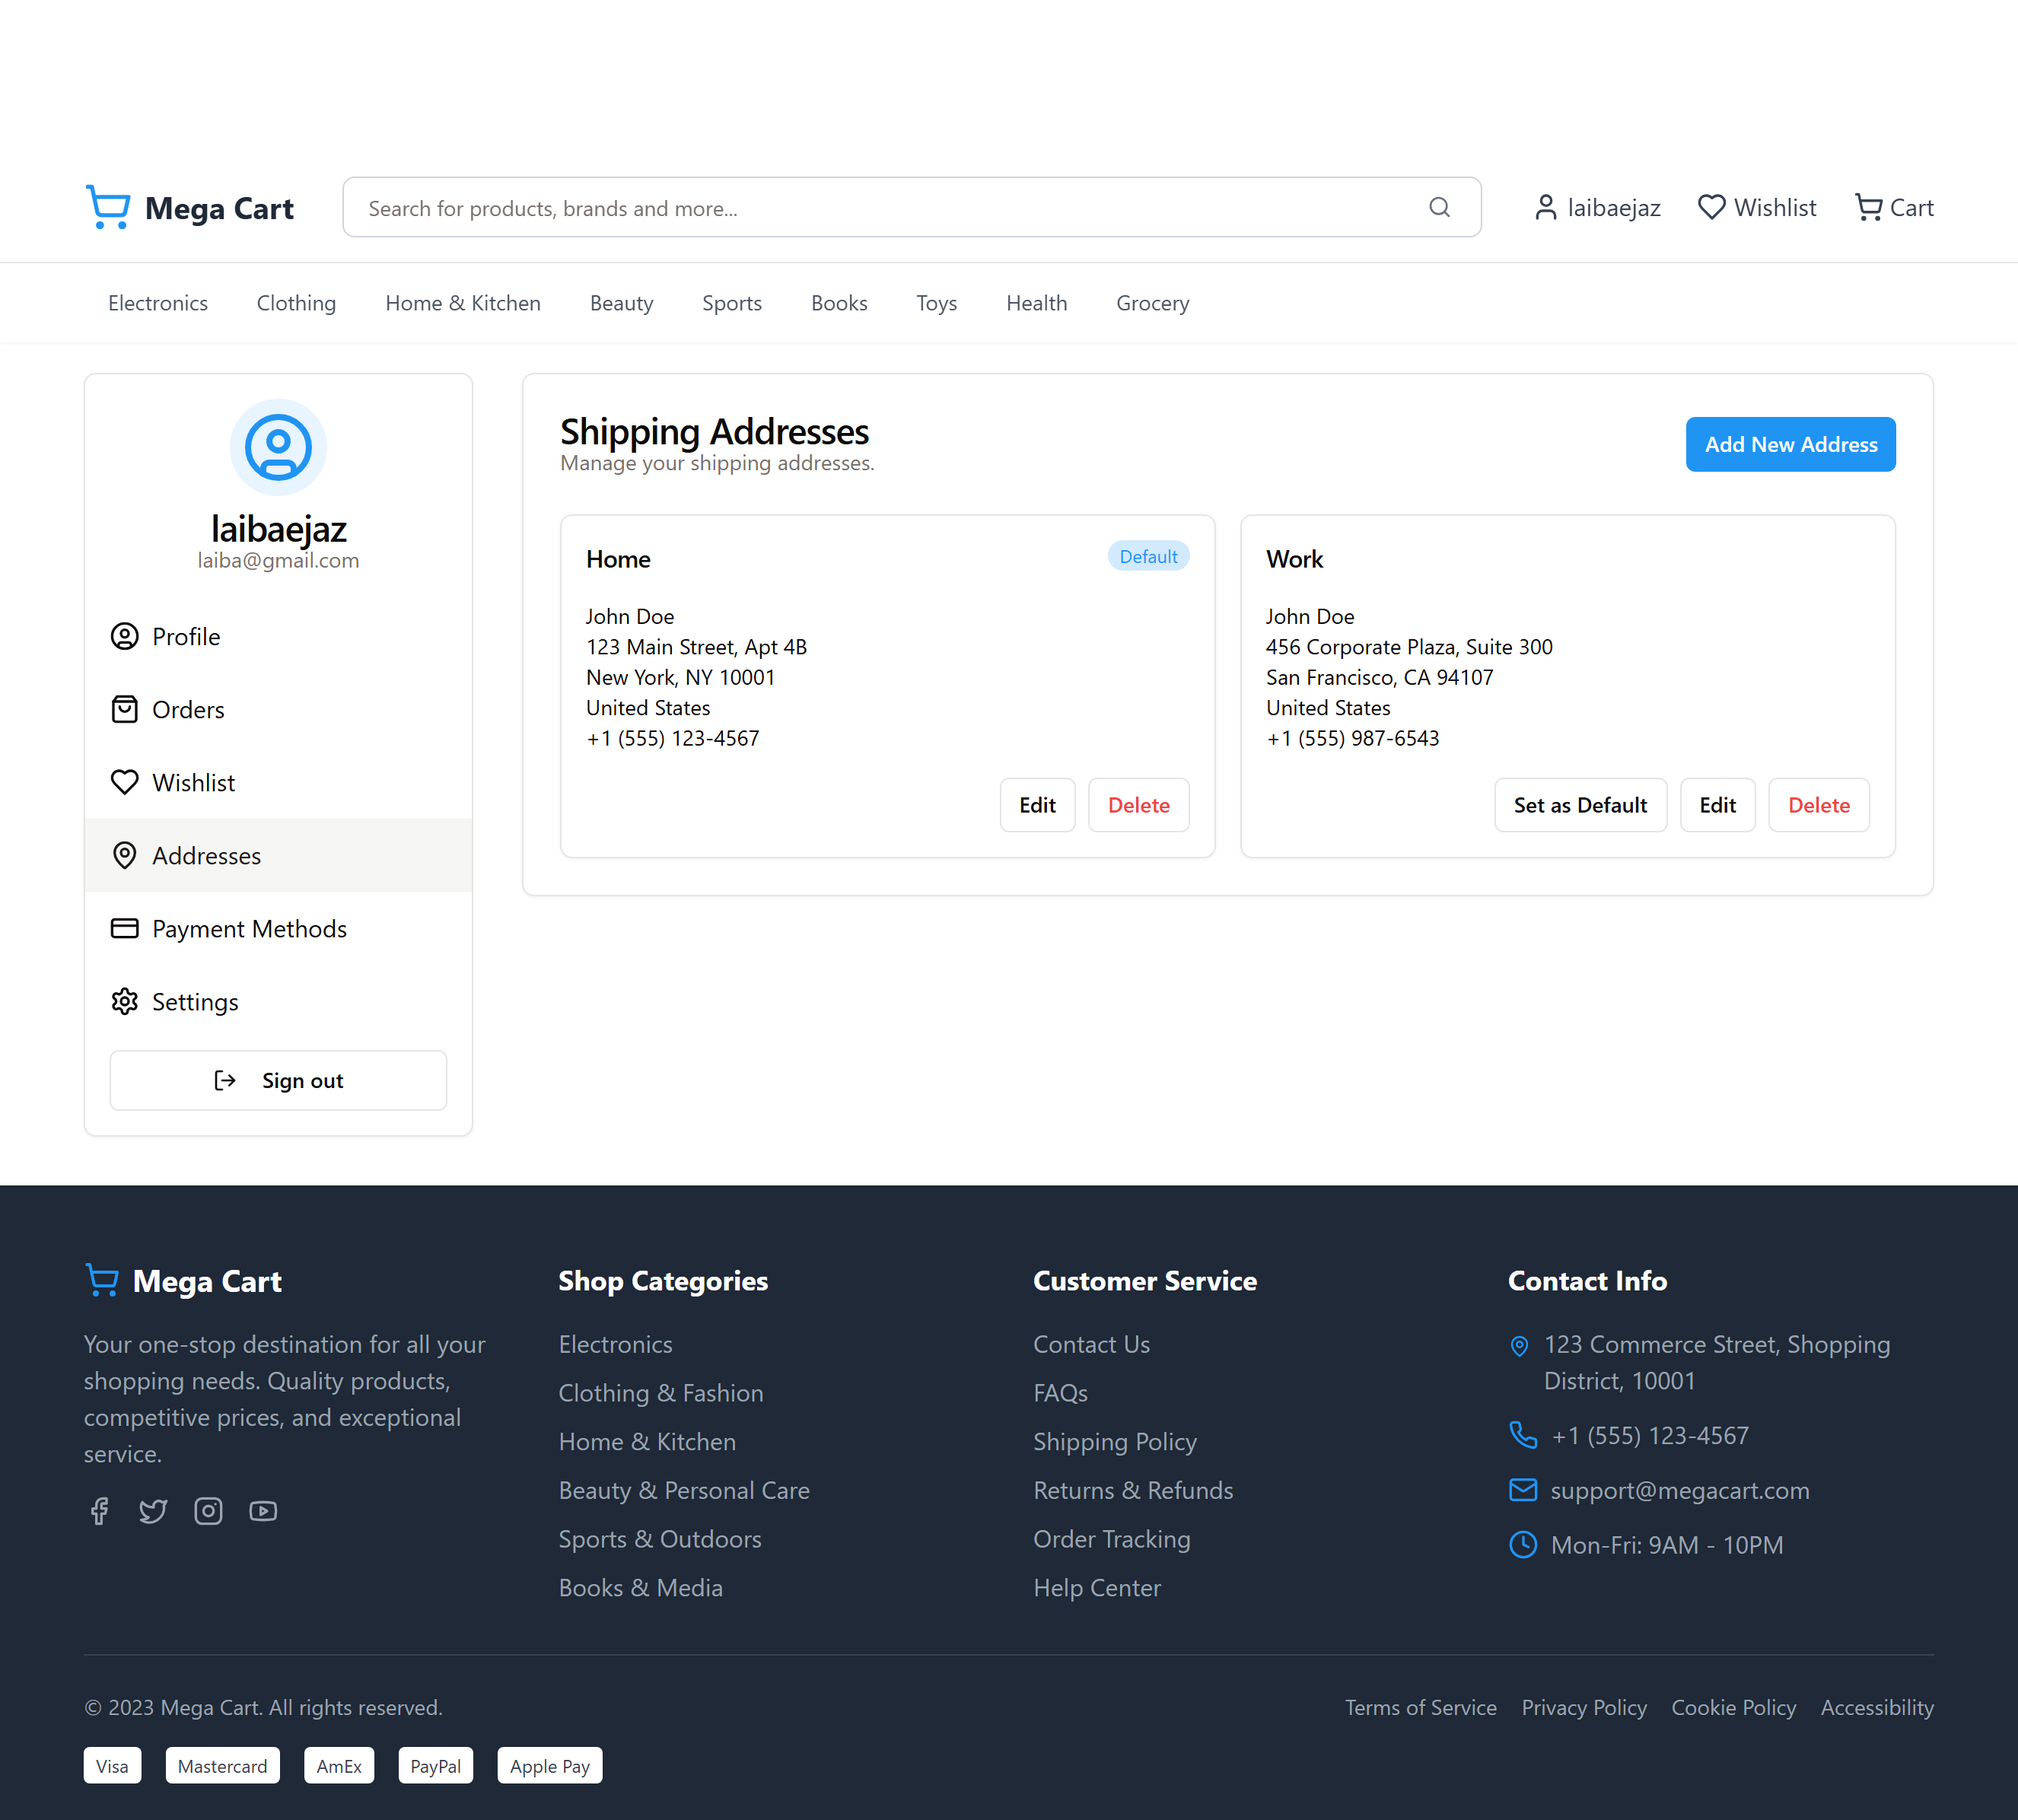 Mega Cart
Search for products, brands and more...
laibaejaz
Wishlist
Cart
Electronics
Clothing
Home & Kitchen
Beauty
Sports
Books
Toys
Health
Grocery
laibaejaz
laiba@gmail.com
Profile
Orders
Wishlist
Addresses
Payment Methods
Settings
Sign out
Shipping Addresses
Manage your shipping addresses.
Add New Address
Home
Default
John Doe
123 Main Street, Apt 4B
New York, NY 10001
United States
+1 (555) 123-4567
Edit
Delete
Work
John Doe
456 Corporate Plaza, Suite 300
San Francisco, CA 94107
United States
+1 (555) 987-6543
Set as Default
Edit
Delete
Mega Cart
Your one-stop destination for all your
shopping needs. Quality products,
competitive prices, and exceptional
service.
Shop Categories
Electronics
Clothing & Fashion
Home & Kitchen
Beauty & Personal Care
Sports & Outdoors
Books & Media
Customer Service
Contact Us
FAQs
Shipping Policy
Returns & Refunds
Order Tracking
Help Center
Contact Info
123 Commerce Street, Shopping
District, 10001
+1 (555) 123-4567
support@megacart.com
Mon-Fri: 9AM - 10PM
© 2023 Mega Cart. All rights reserved.
Terms of Service
Privacy Policy
Cookie Policy
Accessibility
Visa
Mastercard
AmEx
PayPal
Apple Pay